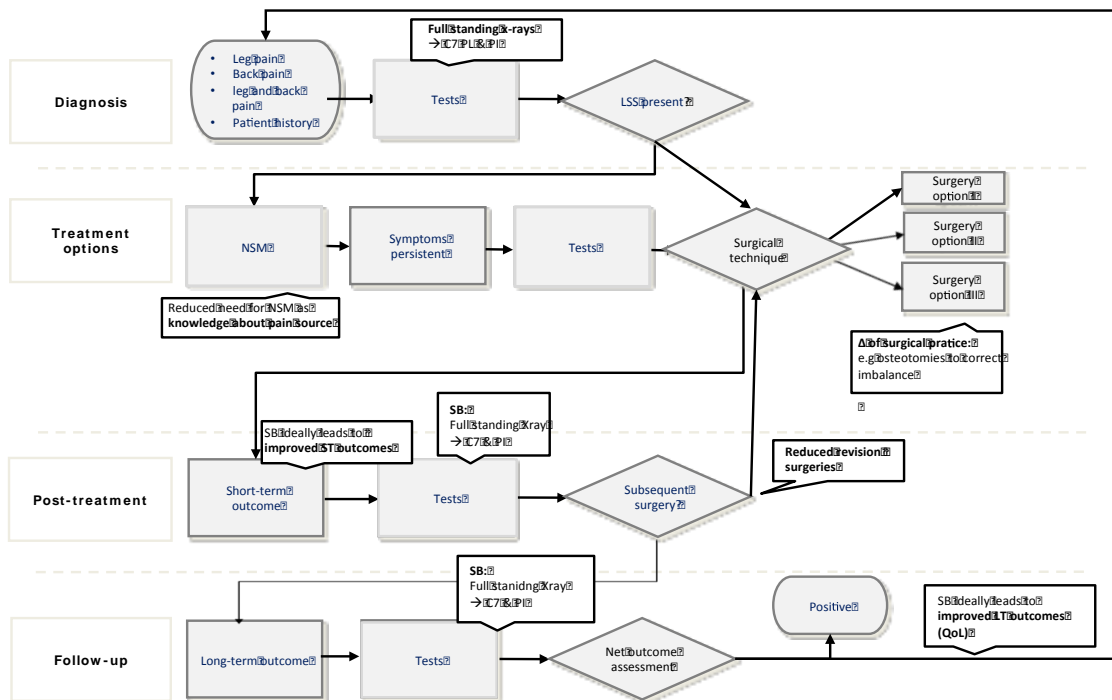 Full standing x-rays
→ C7 PL & PI
• Leg pain
• Back pain
• leg and back
pain
• Patient history
Diagnosis
Tests
LSS present?
Treatment
options
NSM
Symptoms
persistent
Tests
Surgical
technique
Surgery
option I
Surgery
option II
Surgery
option III
Reduced need for NSM as
knowledge about pain source
Δ of surgical pratice:
e.g osteotomies to correct
imbalance
SB ideally leads to
improved ST outcomes
SB:
Full standing Xray
→ C7 & PI
Reduced revision
surgeries
Post-treatment
Short-term
outcome
Tests
Subsequent
surgery?
SB:
Full stanidng Xray
→ C7 & PI
Follow-up
Long-term outcome
Tests
Net outcome
assessment
Positive
SB ideally leads to
improved LT outcomes
(QoL)